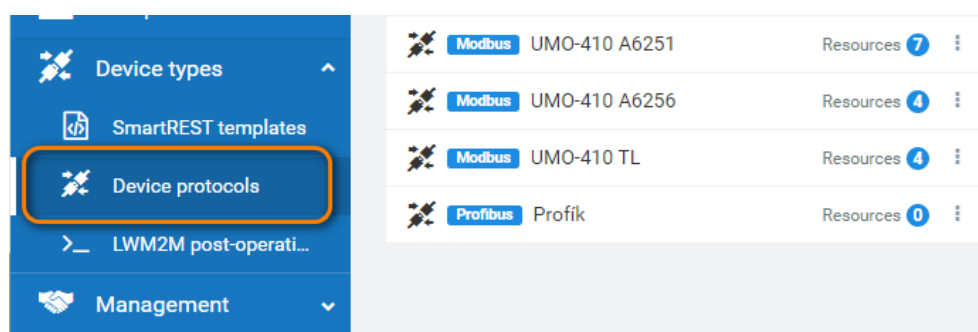 Device types
SmartREST templates
Device protocols
LWM2M post-operati...
Management
Modbus UMO-410 A6251 Resources 7
Modbus UMO-410 A6256 Resources 4
Modbus UMO-410 TL Resources 4
Profibus Profík Resources 0